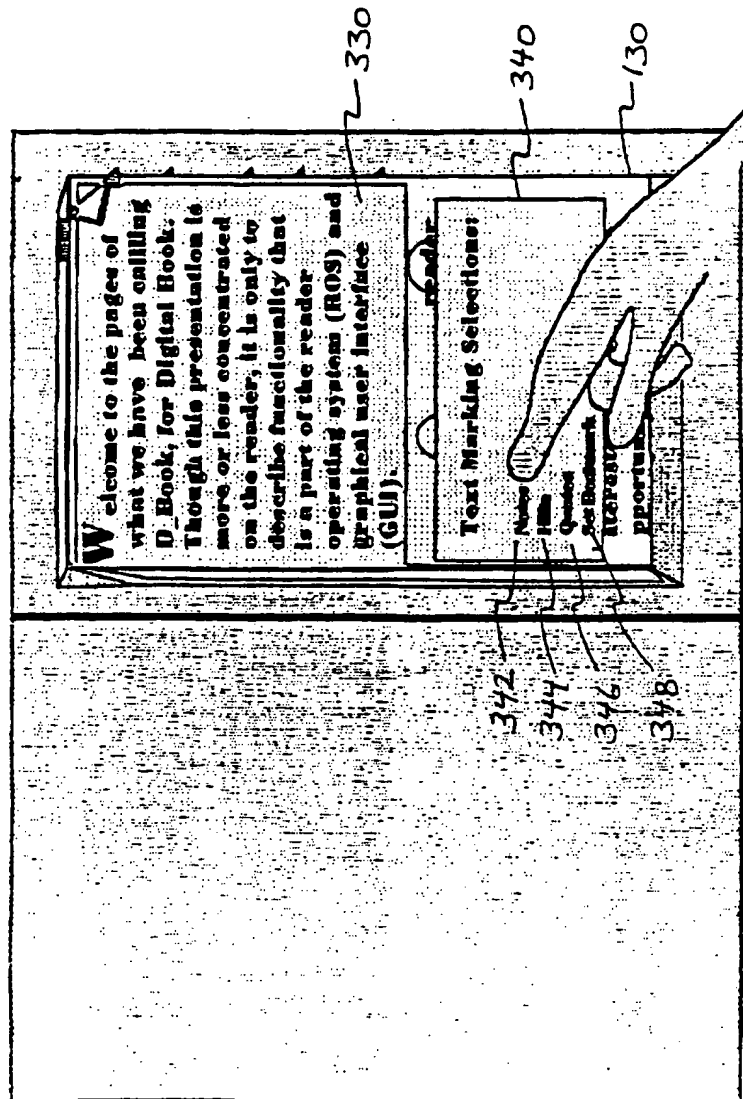 Welcome to the pages of
what we have been calling
D_Book, for Digital Book.
Though this presentation is
more or less concentrated
on the reader, it is only to
describe functionality that
is a part of the reader
operating system (ROS) and
graphical user interface
(GUI).
reader
Text Marking Selections:
Notes
Quoted
Set Bookmark
330
340
130
342
344
346
348